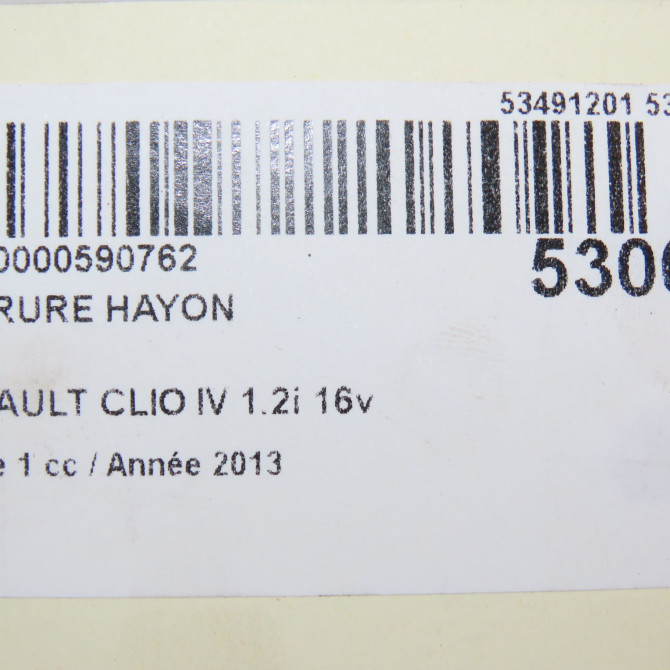 53491201 53
0000590762
5300
RURE HAYON
AULT CLIO IV 1.2i 16v
e 1 cc / Année 2013